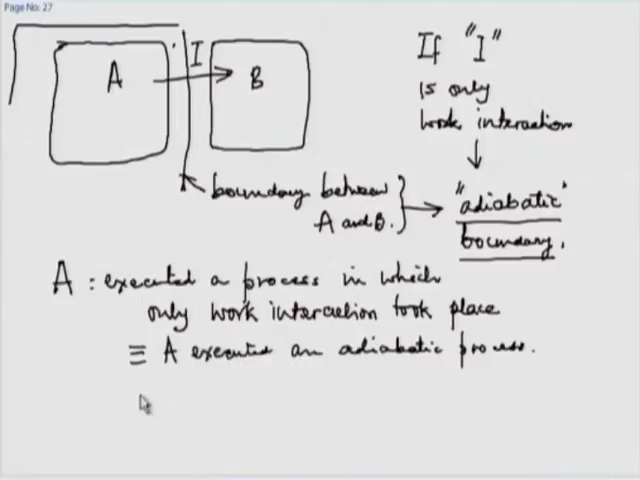 Page No: 27
A
I
B
If "I"
is only
work interaction
boundary between
A and B.
"adiabatic"
boundary.
A : executed a process in which
only work interaction took place
≡ A executed an adiabatic process.